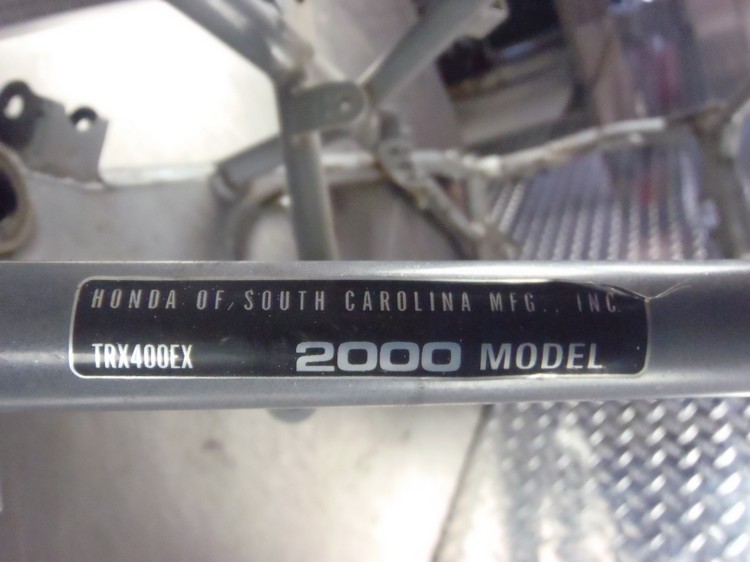 HONDA OF SOUTH CAROLINA MFG., INC.
TRX400EX 2000 MODEL